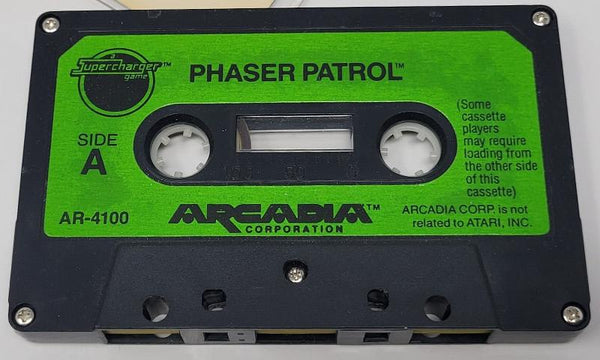 a
Supercharger™
game
PHASER PATROL™
SIDE
A
(Some
cassette
players
may require
loading from
the other side
of this
cassette)
AR-4100
ARCADIA™
CORPORATION
ARCADIA CORP. is not
related to ATARI, INC.